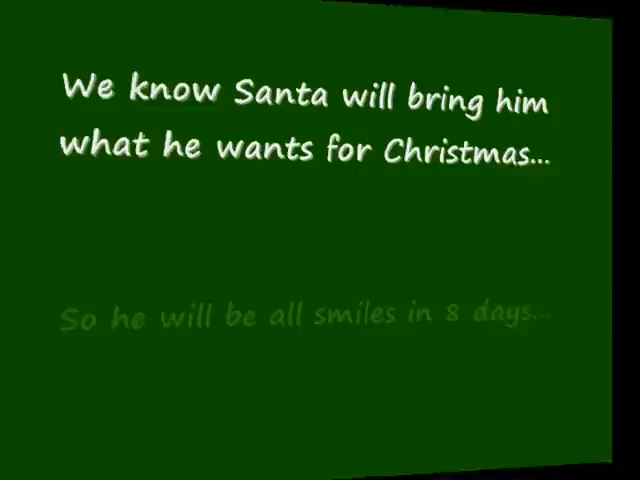 We know Santa will bring him
what he wants for Christmas...
So he will be all smiles in 8 days...